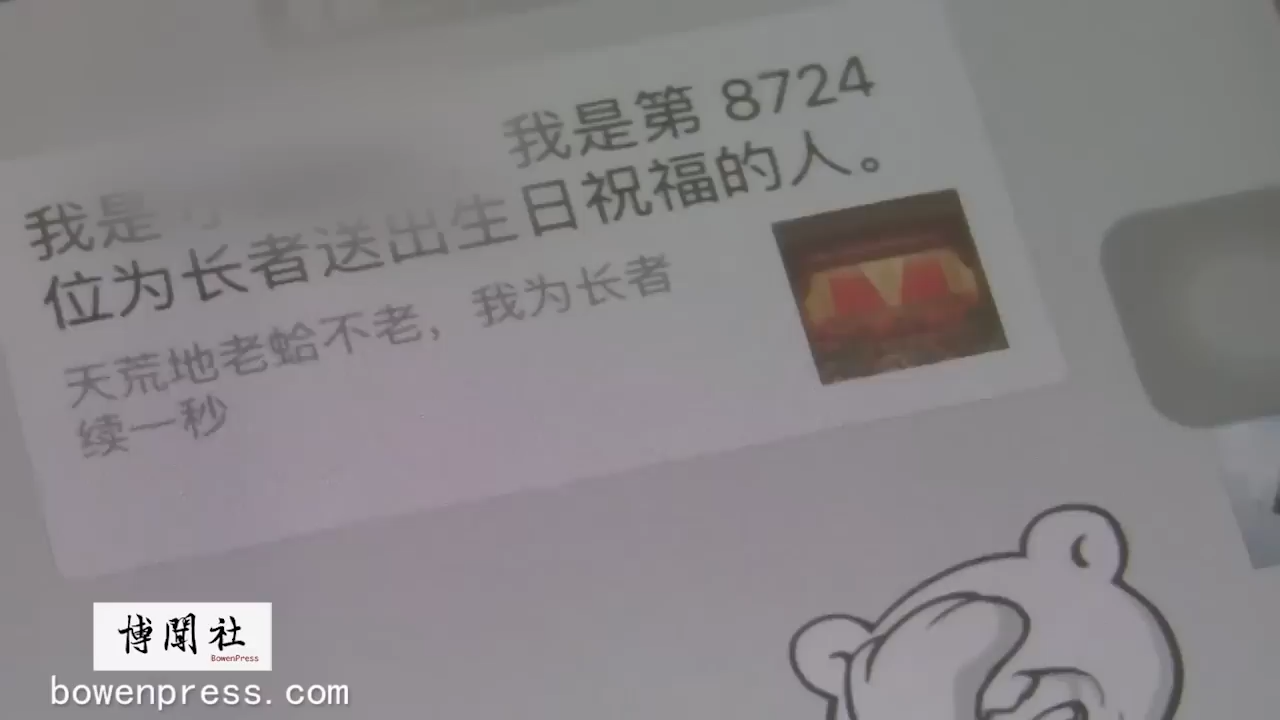 我是 我是第 8724
位为长者送出生日祝福的人。
天荒地老蛤不老，我为长者
续一秒
博聞社
BowenPress
bowenpress.com